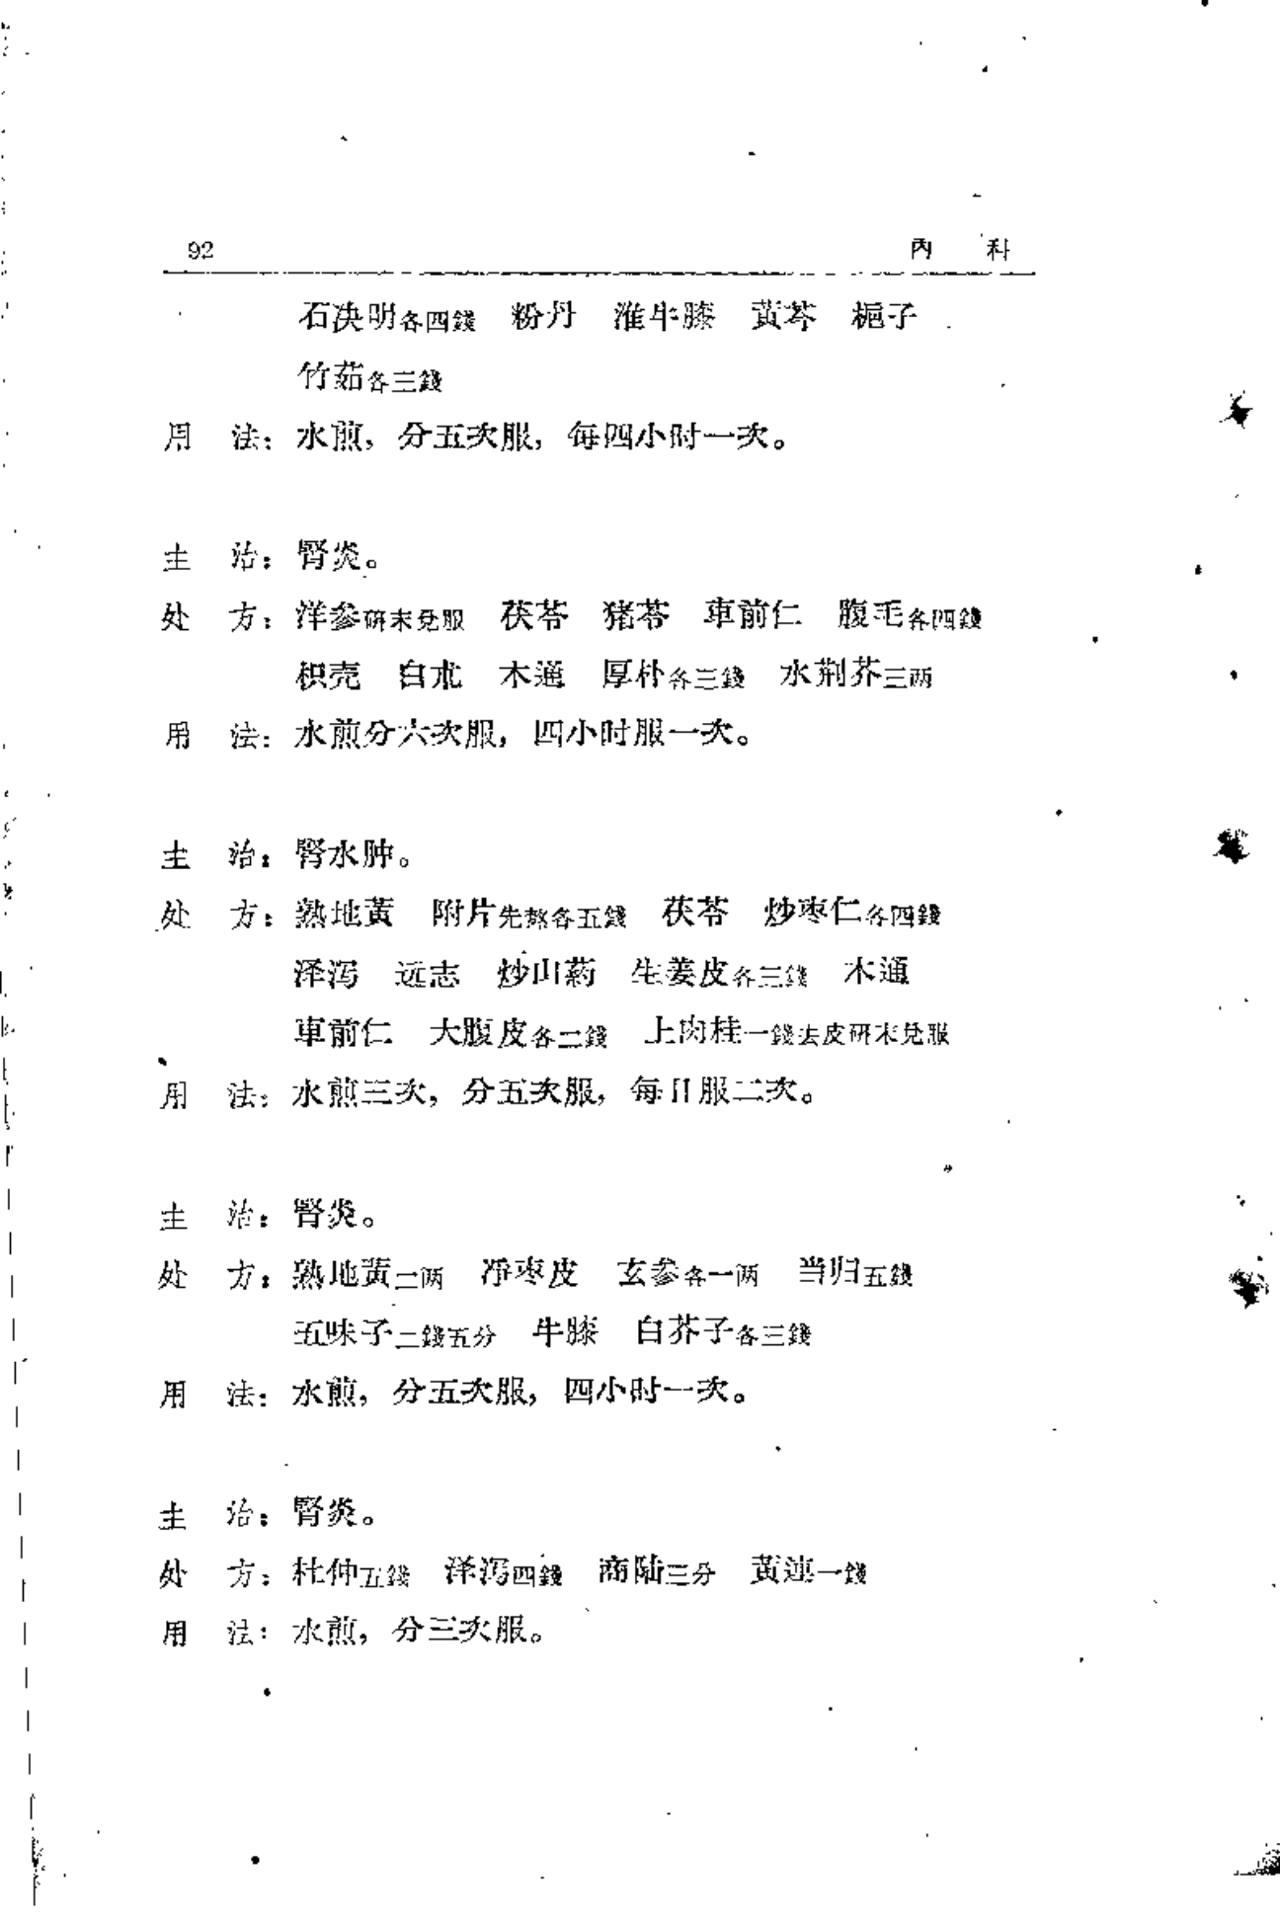 92 內 科
石决明各四錢 粉丹 淮牛膝 黃芩 梔子
竹茹各三錢
用 法：水煎，分五次服，每四小时一次。
主 治：腎炎。
处 方：洋参研末兌服 茯苓 猪苓 車前仁 腹毛各四錢
枳壳 白朮 木通 厚朴各三錢 水荆芥三两
用 法：水煎分六次服，四小时服一次。
主 治：腎水肿。
处 方：熟地黃 附片先熬各五錢 茯苓 炒枣仁各四錢
泽泻 远志 炒山药 生姜皮各三錢 木通
車前仁 大腹皮各二錢 上肉桂一錢去皮研末兌服
用 法：水煎三次，分五次服，每日服二次。
主 治：腎炎。
处 方：熟地黃二两 净枣皮 玄参各一两 当归五錢
五味子二錢五分 牛膝 白芥子各三錢
用 法：水煎，分五次服，四小时一次。
主 治：腎炎。
处 方：杜仲五錢 泽泻四錢 商陆三分 黃連一錢
用 法：水煎，分三次服。